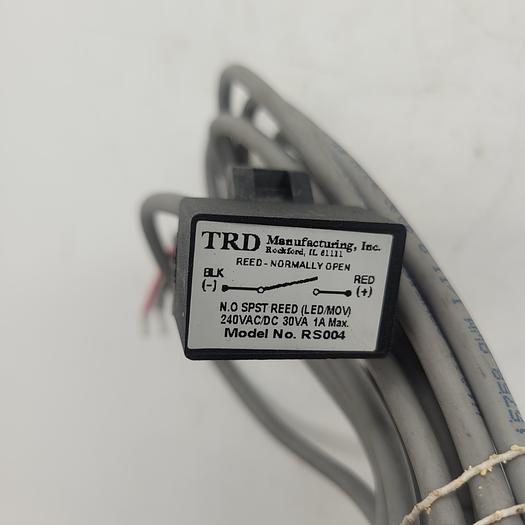 TRD Manufacturing, Inc.
Rockford, IL 61111
REED - NORMALLY OPEN
BLK RED
(-) (+)
N.O SPST REED (LED/MOV)
240VAC/DC 30VA 1A Max.
Model No. RS004